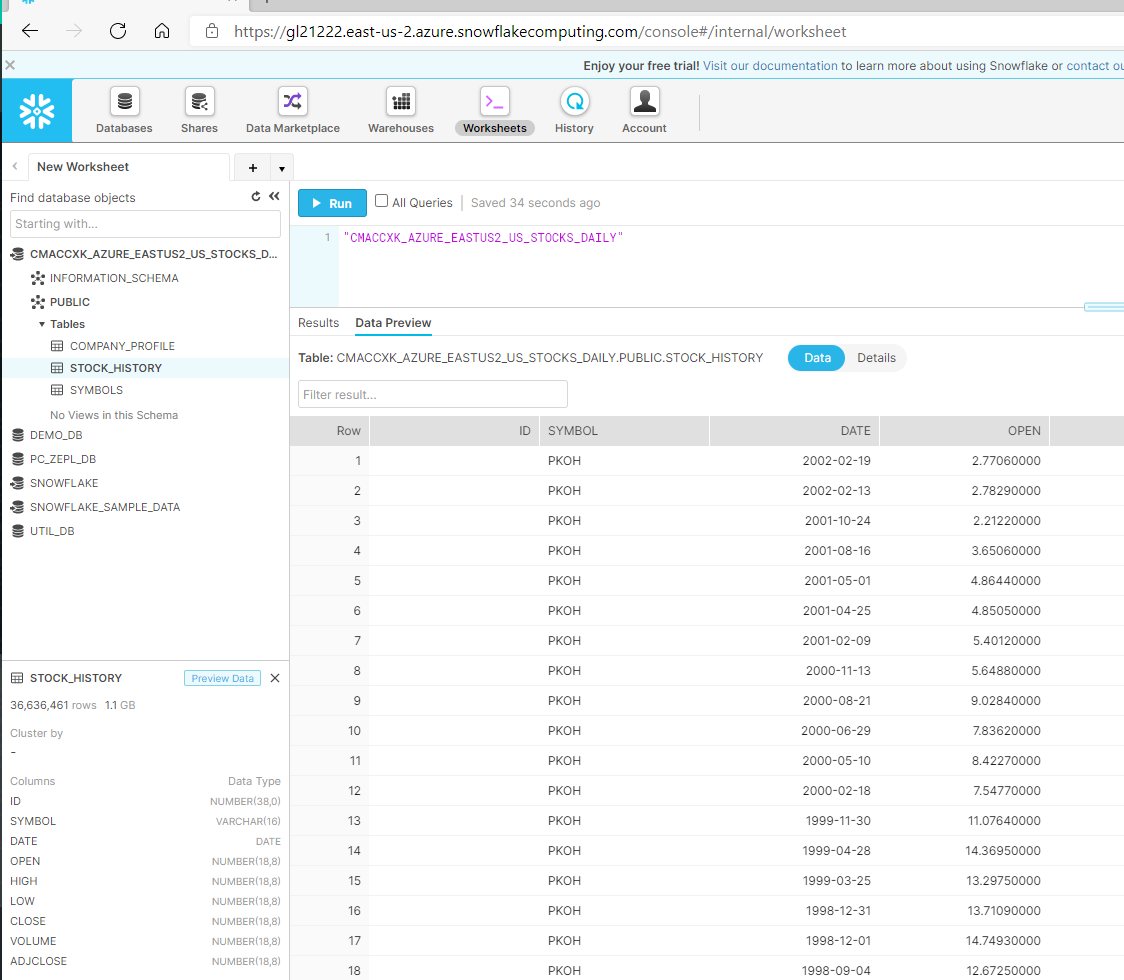 https://gl21222.east-us-2.azure.snowflakecomputing.com/console#/internal/worksheet
Enjoy your free trial! Visit our documentation to learn more about using Snowflake or contact
Databases Shares Data Marketplace Warehouses Worksheets History Account
New Worksheet
Find database objects
Starting with...
CMACCXK_AZURE_EASTUS2_US_STOCKS_D...
INFORMATION_SCHEMA
PUBLIC
Tables
COMPANY_PROFILE
STOCK_HISTORY
SYMBOLS
No Views in this Schema
DEMO_DB
PC_ZEPL_DB
SNOWFLAKE
SNOWFLAKE_SAMPLE_DATA
UTIL_DB
STOCK_HISTORY Preview Data
36,636,461 rows 1.1 GB
Cluster by
-
Columns Data Type
ID NUMBER(38,0)
SYMBOL VARCHAR(16)
DATE DATE
OPEN NUMBER(18,8)
HIGH NUMBER(18,8)
LOW NUMBER(18,8)
CLOSE NUMBER(18,8)
VOLUME NUMBER(18,8)
ADJCLOSE NUMBER(18,8)
Run All Queries Saved 34 seconds ago
1 "CMACCXK_AZURE_EASTUS2_US_STOCKS_DAILY"
Results Data Preview
Table: CMACCXK_AZURE_EASTUS2_US_STOCKS_DAILY.PUBLIC.STOCK_HISTORY Data Details
Filter result...
Row ID SYMBOL DATE OPEN
1 PKOH 2002-02-19 2.77060000
2 PKOH 2002-02-13 2.78290000
3 PKOH 2001-10-24 2.21220000
4 PKOH 2001-08-16 3.65060000
5 PKOH 2001-05-01 4.86440000
6 PKOH 2001-04-25 4.85050000
7 PKOH 2001-02-09 5.40120000
8 PKOH 2000-11-13 5.64880000
9 PKOH 2000-08-21 9.02840000
10 PKOH 2000-06-29 7.83620000
11 PKOH 2000-05-10 8.42270000
12 PKOH 2000-02-18 7.54770000
13 PKOH 1999-11-30 11.07640000
14 PKOH 1999-04-28 14.36950000
15 PKOH 1999-03-25 13.29750000
16 PKOH 1998-12-31 13.71090000
17 PKOH 1998-12-01 14.74930000
18 PKOH 1998-09-04 12.67250000